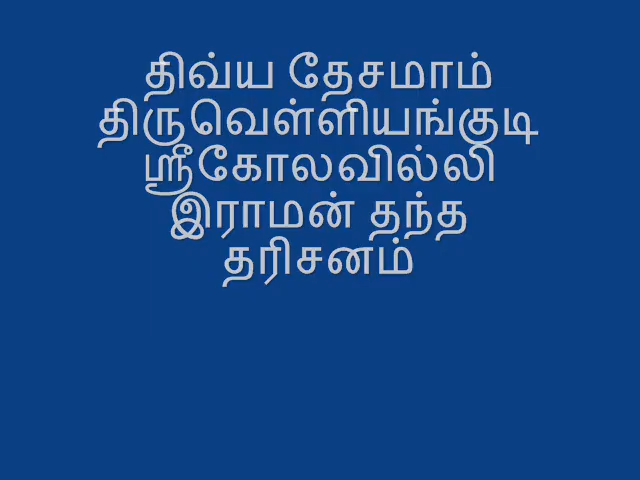 திவ்ய தேசமாம்
திருவெள்ளியங்குடி
ஸ்ரீகோலவில்லி
இராமன் தந்த
தரிசனம்